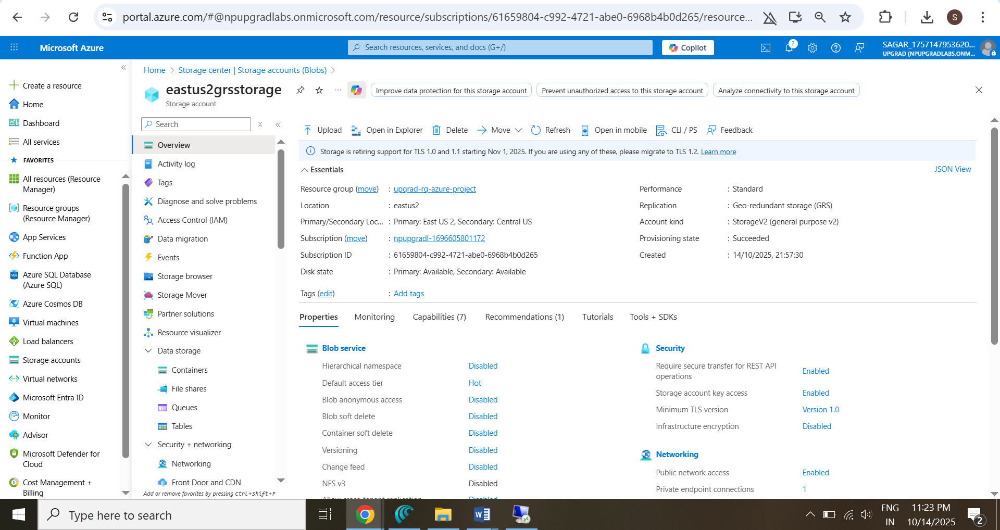 portal.azure.com/#@npupgradlabs.onmicrosoft.com/resource/subscriptions/61659804-c992-4721-abe0-6968b4b0d265/resource...
S
Microsoft Azure
Search resources, services, and docs (G+/)
Copilot
2
SAGAR_1757147953620...
UPGRAD (NPUPGRADLABS.ONM...
Create a resource
Home
Dashboard
All services
FAVORITES
All resources (Resource
Manager)
Resource groups
(Resource Manager)
App Services
Function App
Azure SQL Database
(Azure SQL)
Azure Cosmos DB
Virtual machines
Load balancers
Storage accounts
Virtual networks
Microsoft Entra ID
Monitor
Advisor
Microsoft Defender for
Cloud
Cost Management +
Billing
Home > Storage center | Storage accounts (Blobs) >
eastus2grsstorage
Storage account
Improve data protection for this storage account
Prevent unauthorized access to this storage account
Analyze connectivity to this storage account
Search
Overview
Activity log
Tags
Diagnose and solve problems
Access Control (IAM)
Data migration
Events
Storage browser
Storage Mover
Partner solutions
Resource visualizer
Data storage
Containers
File shares
Queues
Tables
Security + networking
Networking
Front Door and CDN
Add or remove favorites by pressing Ctrl+Shift+F
Upload
Open in Explorer
Delete
Move
Refresh
Open in mobile
CLI / PS
Feedback
Storage is retiring support for TLS 1.0 and 1.1 starting Nov 1, 2025. If you are using any of these, please migrate to TLS 1.2. Learn more
Essentials
JSON View
Resource group (move) : upgrad-rg-azure-project
Location : eastus2
Primary/Secondary Loc... : Primary: East US 2, Secondary: Central US
Subscription (move) : npupgradl-1696605801172
Subscription ID : 61659804-c992-4721-abe0-6968b4b0d265
Disk state : Primary: Available, Secondary: Available
Tags (edit) : Add tags
Performance : Standard
Replication : Geo-redundant storage (GRS)
Account kind : StorageV2 (general purpose v2)
Provisioning state : Succeeded
Created : 14/10/2025, 21:57:30
Properties
Monitoring
Capabilities (7)
Recommendations (1)
Tutorials
Tools + SDKs
Blob service
Hierarchical namespace Disabled
Default access tier Hot
Blob anonymous access Disabled
Blob soft delete Disabled
Container soft delete Disabled
Versioning Disabled
Change feed Disabled
NFS v3 Disabled
Allow cross-tenant replication Disabled
Security
Require secure transfer for REST API
operations Enabled
Storage account key access Enabled
Minimum TLS version Version 1.0
Infrastructure encryption Disabled
Networking
Public network access Enabled
Private endpoint connections 1
Type here to search
ENG
IN
11:23 PM
10/14/2025
2